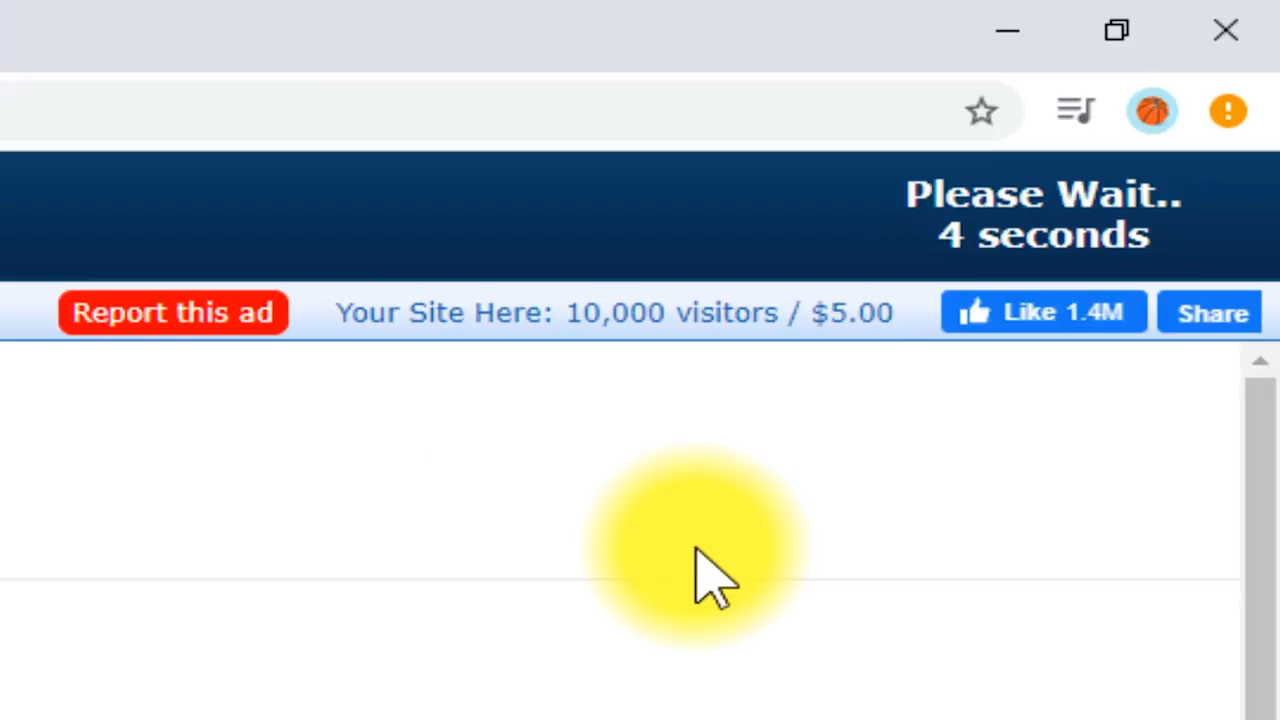 Please Wait..
4 seconds
Report this ad
Your Site Here: 10,000 visitors / $5.00
Like 1.4M
Share